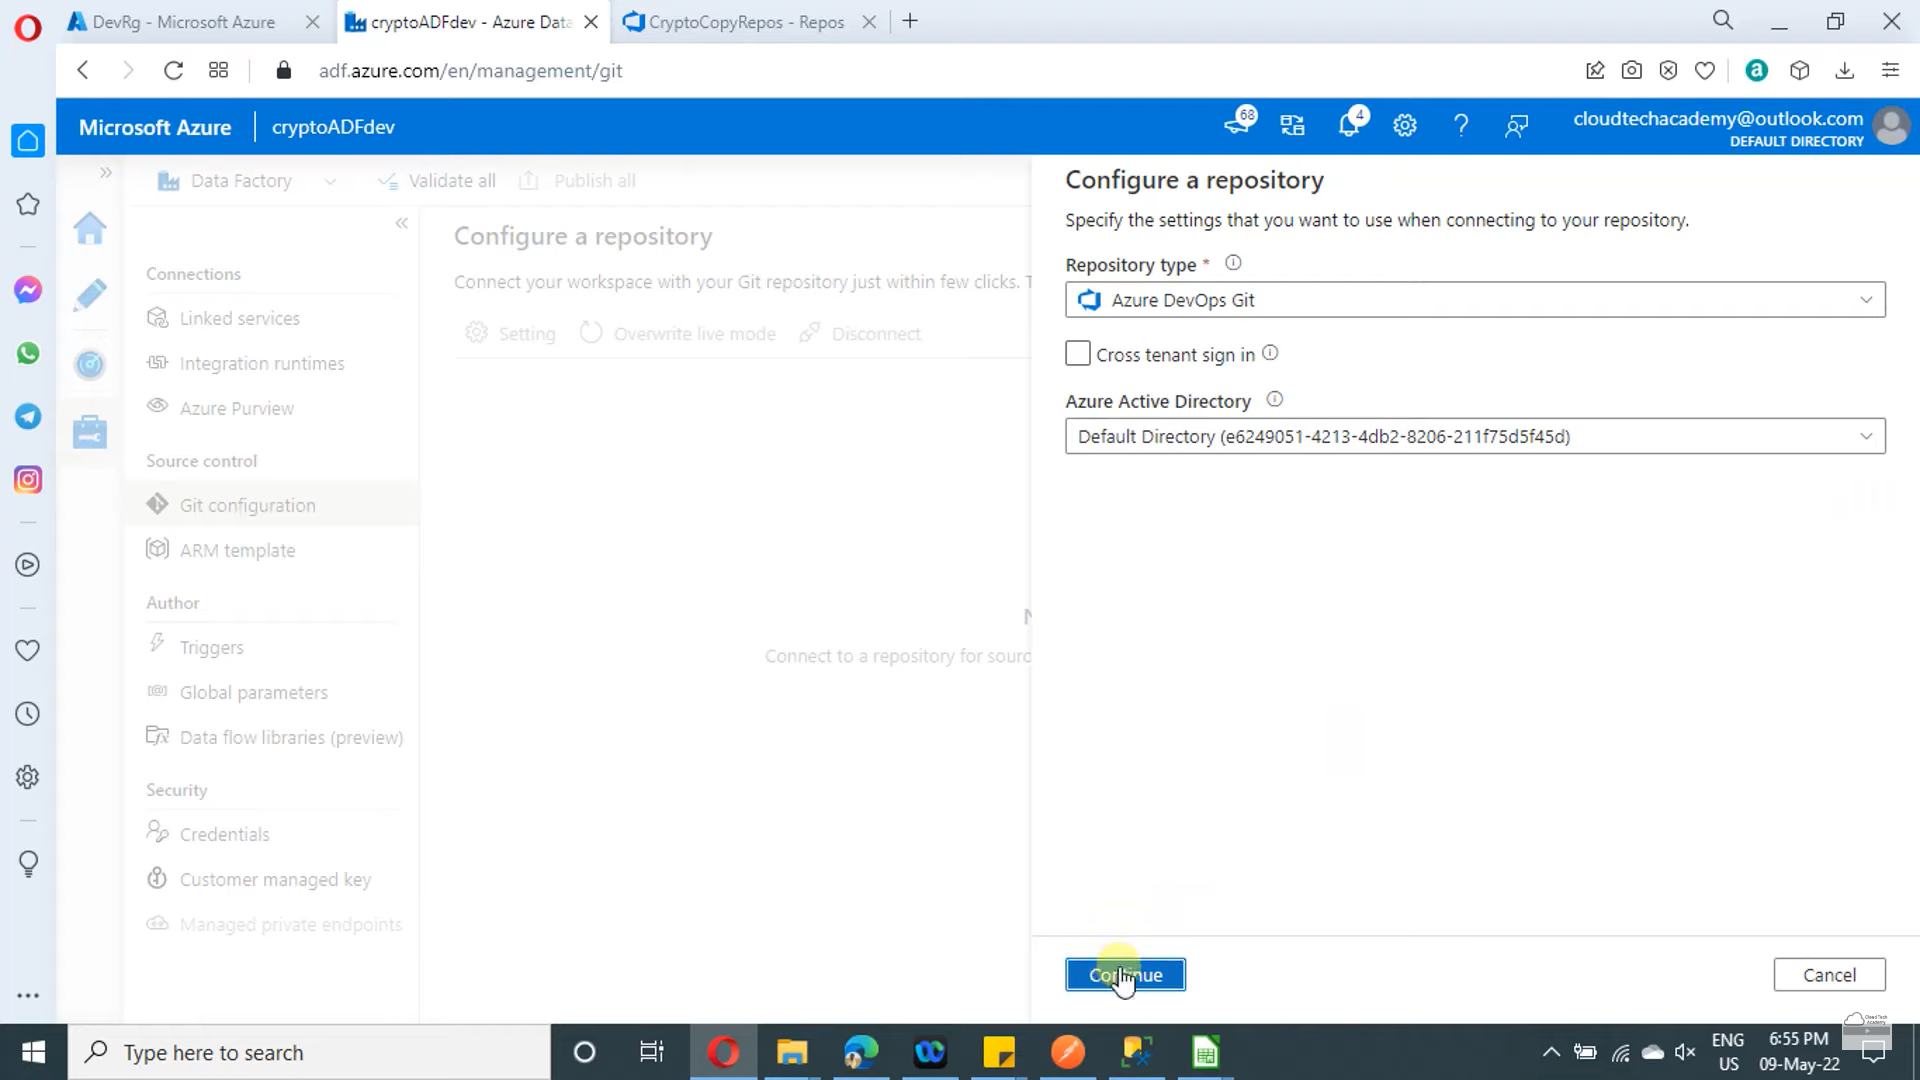 DevRg - Microsoft Azure
cryptoADFdev - Azure Data
CryptoCopyRepos - Repos
adf.azure.com/en/management/git
Microsoft Azure
cryptoADFdev
68
4
cloudtechacademy@outlook.com
DEFAULT DIRECTORY
Data Factory
Validate all
Publish all
Configure a repository
Connect your workspace with your Git repository just within few clicks. T
Setting
Overwrite live mode
Disconnect
Connections
Linked services
Integration runtimes
Azure Purview
Source control
Git configuration
ARM template
Author
Triggers
Global parameters
Data flow libraries (preview)
Security
Credentials
Customer managed key
Managed private endpoints
N
Connect to a repository for sourc
Configure a repository
Specify the settings that you want to use when connecting to your repository.
Repository type *
Azure DevOps Git
Cross tenant sign in
Azure Active Directory
Default Directory (e6249051-4213-4db2-8206-211f75d5f45d)
Continue
Cancel
Type here to search
ENG
US
6:55 PM
09-May-22
Cloud Tech
Academy